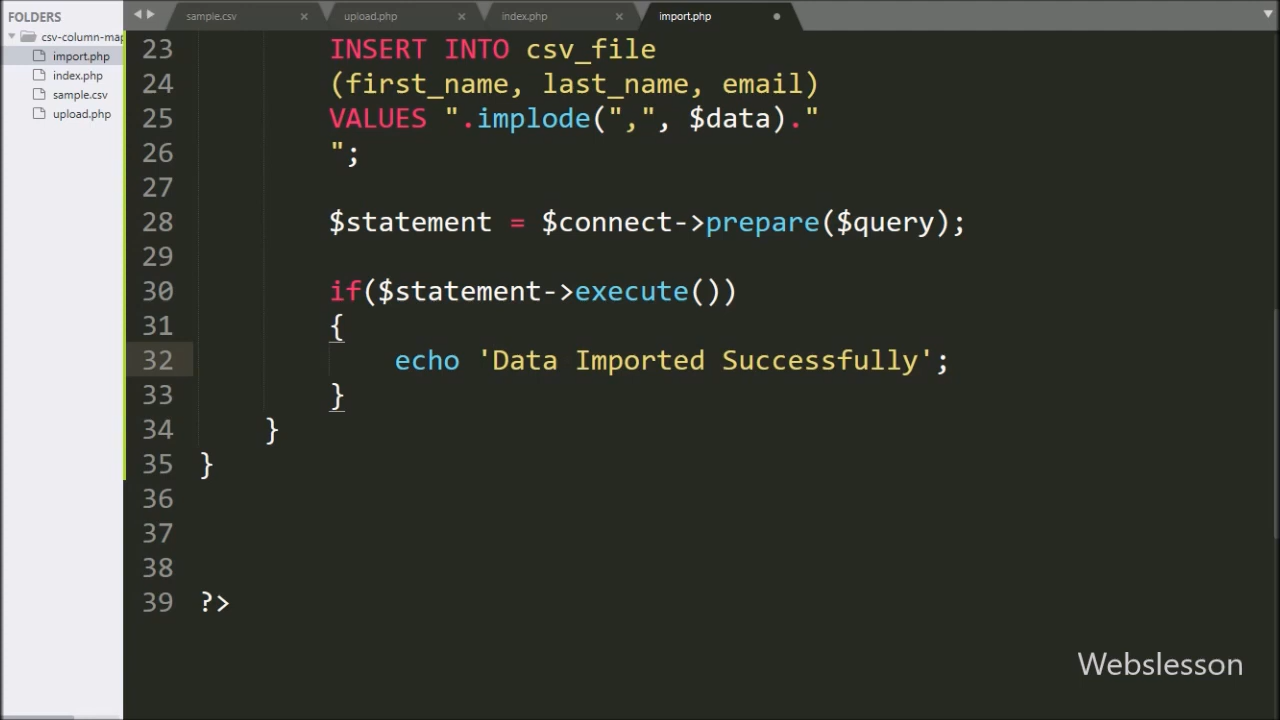 FOLDERS
csv-column-map
import.php
index.php
sample.csv
upload.php
sample.csv × upload.php × index.php × import.php
23 INSERT INTO csv_file
24 (first_name, last_name, email)
25 VALUES ".implode(",", $data)."
26 ";
27
28 $statement = $connect->prepare($query);
29
30 if($statement->execute())
31 {
32 echo 'Data Imported Successfully';
33 }
34 }
35 }
36
37
38
39 ?>
Webslesson